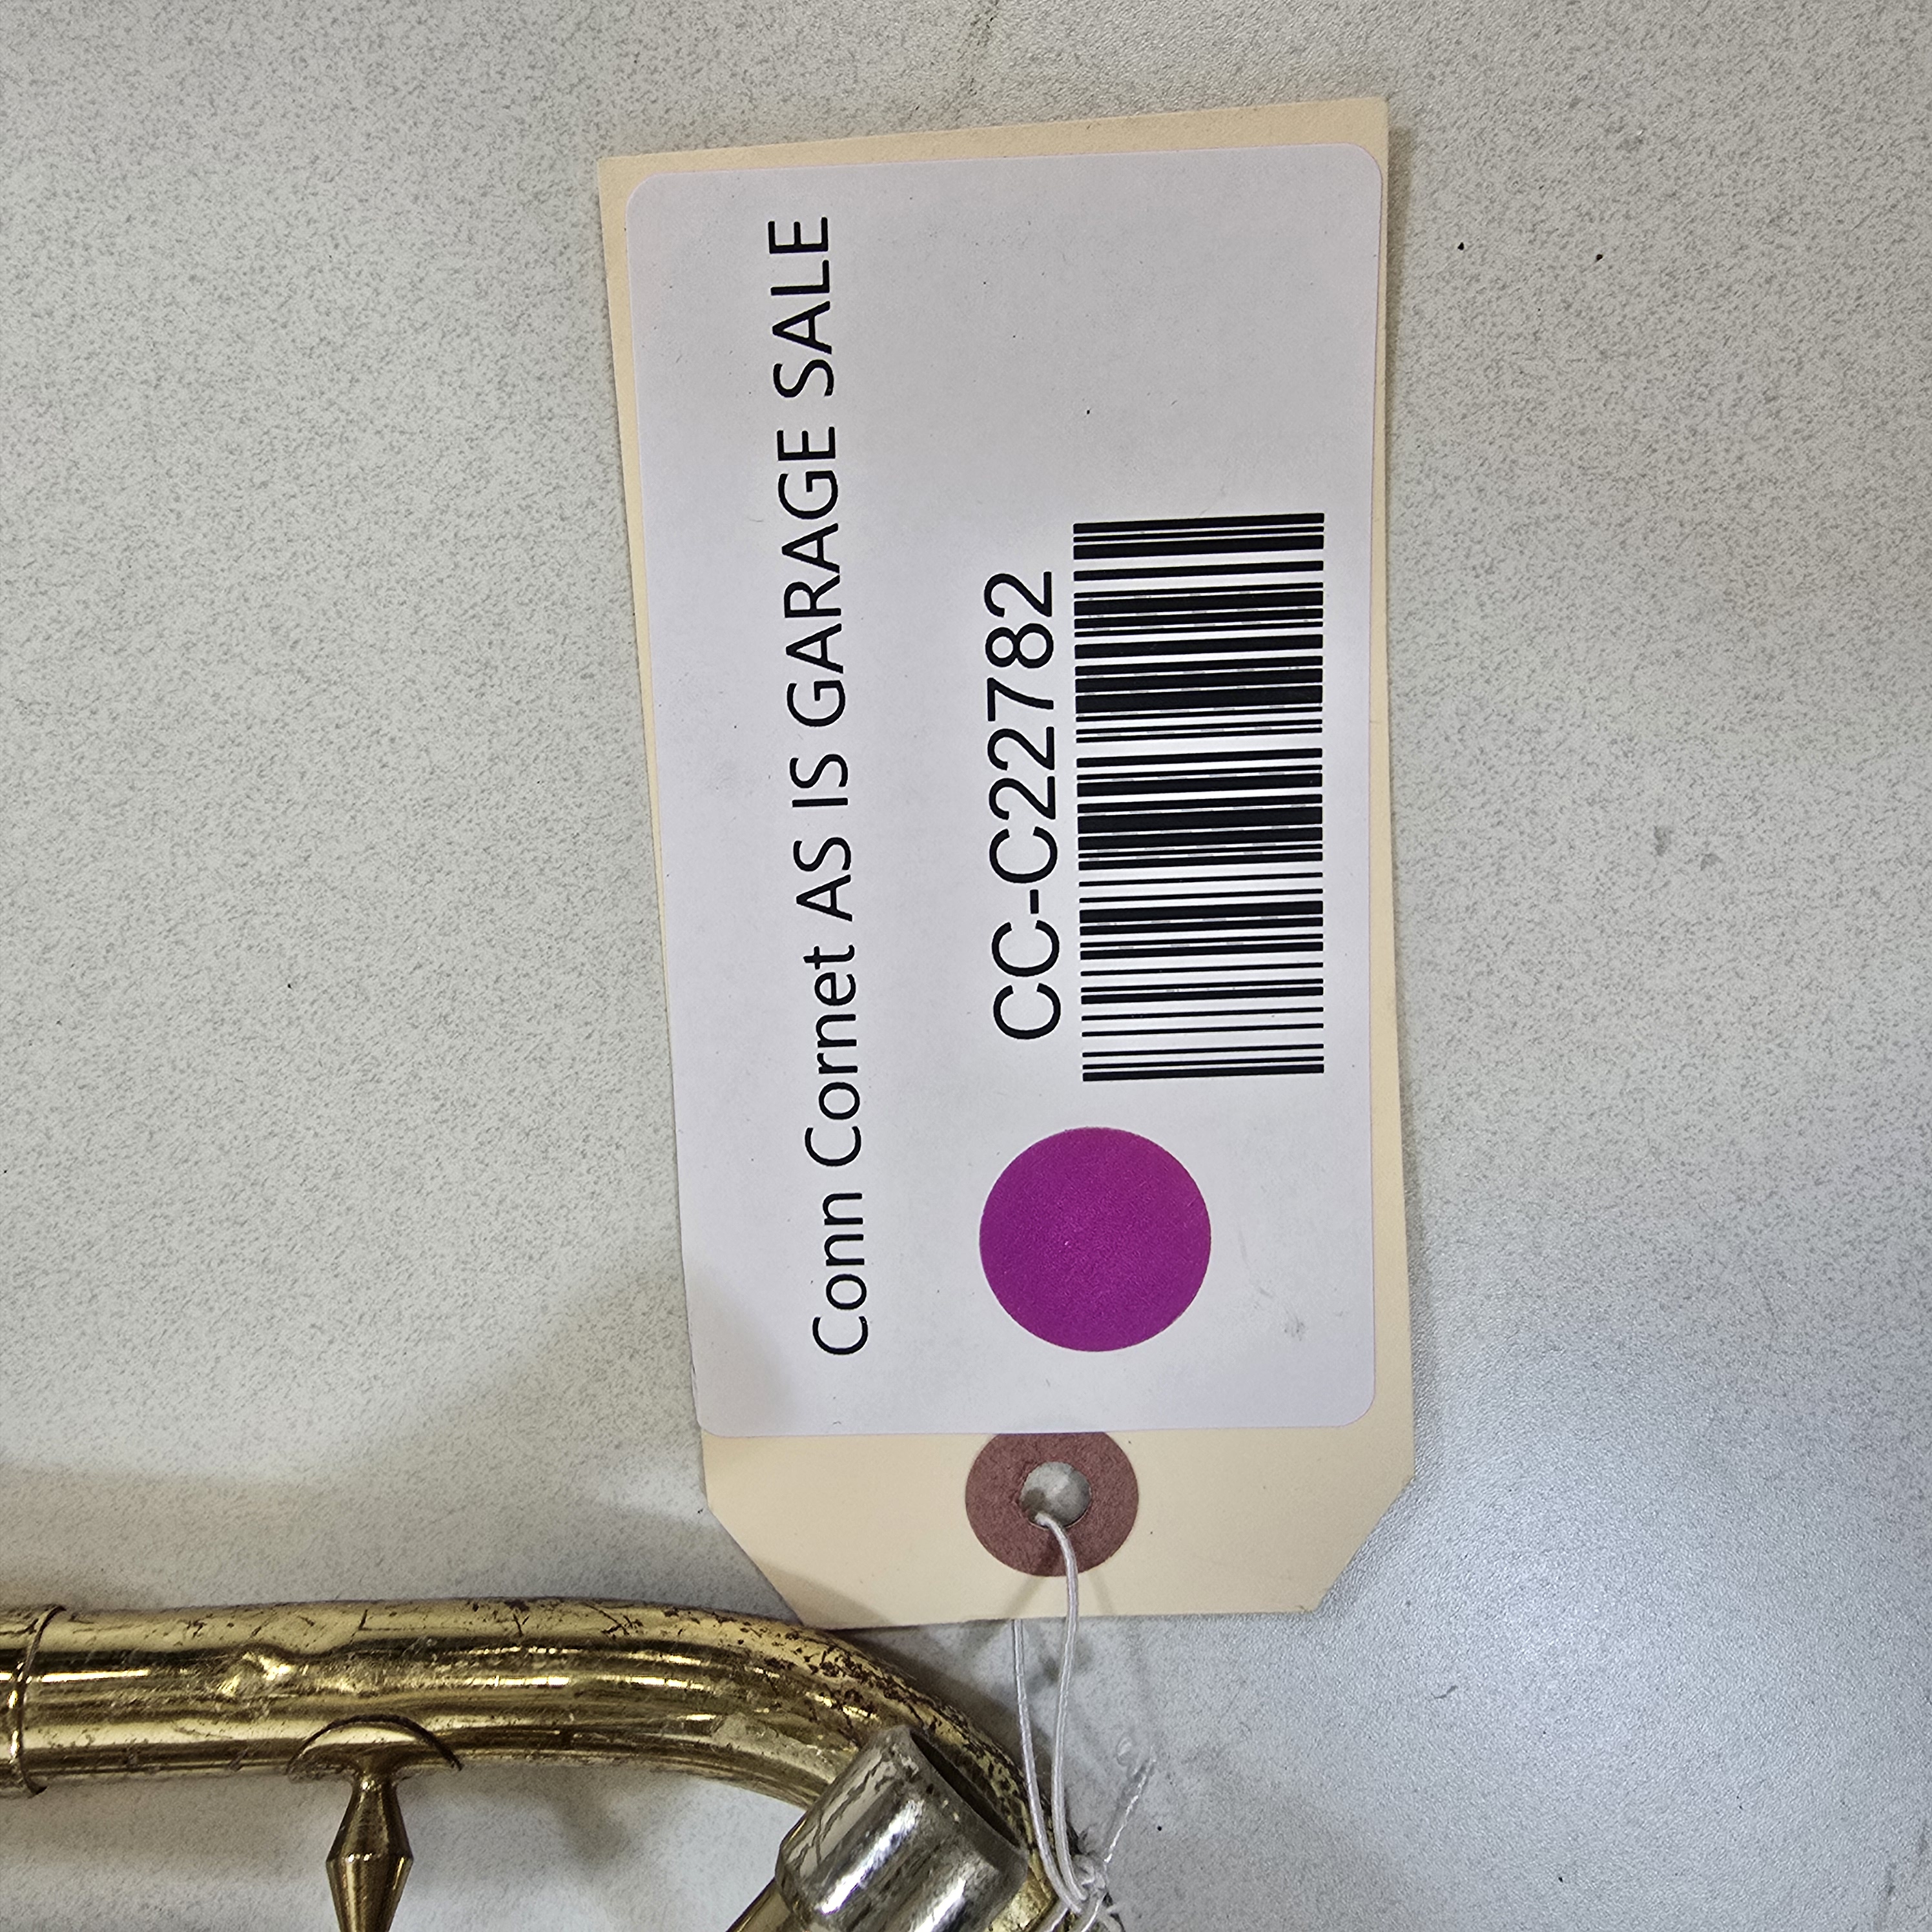 Conn Cornet AS IS GARAGE SALE
CC-C22782